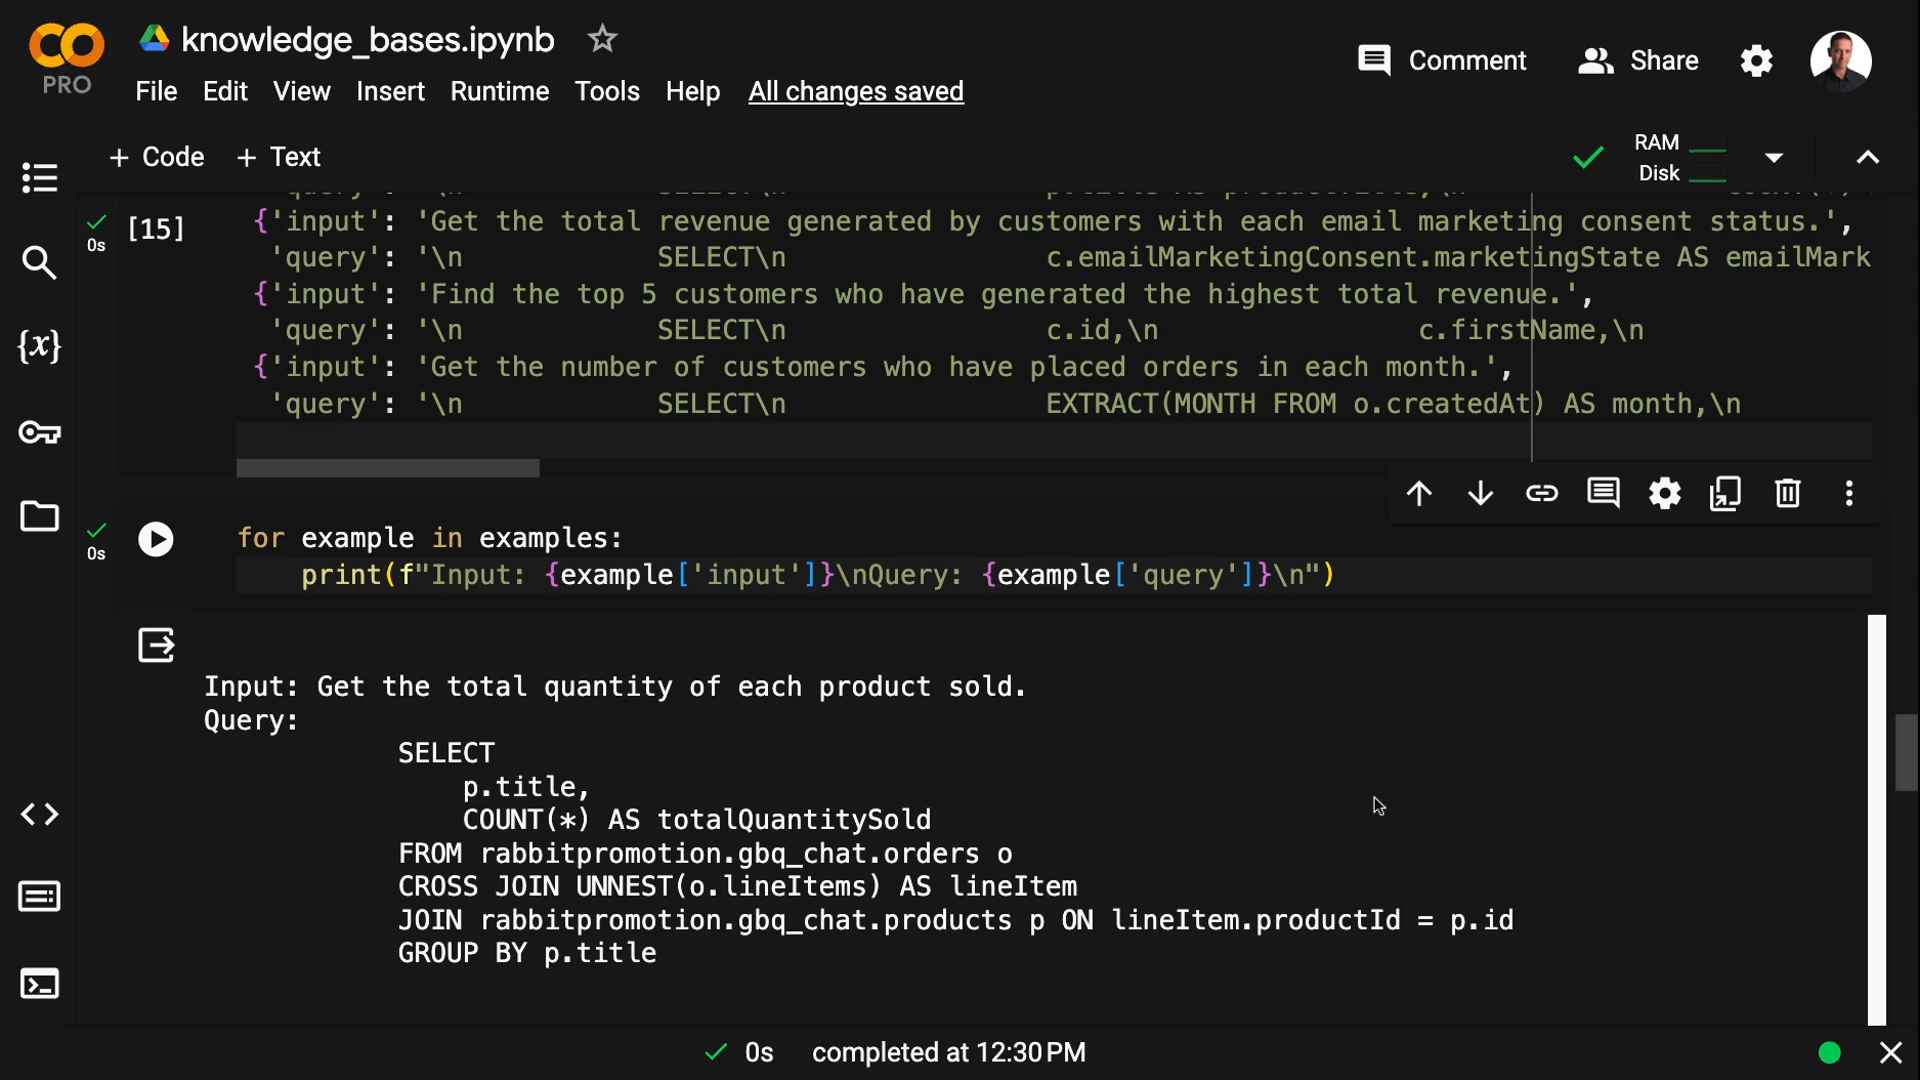 knowledge_bases.ipynb
PRO
Comment
Share
File Edit View Insert Runtime Tools Help All changes saved
+ Code + Text
RAM
Disk
0s
[15]
{'input': 'Get the total revenue generated by customers with each email marketing consent status.',
'query': '\n SELECT\n c.emailMarketingConsent.marketingState AS emailMark
{'input': 'Find the top 5 customers who have generated the highest total revenue.',
'query': '\n SELECT\n c.id,\n c.firstName,\n
{'input': 'Get the number of customers who have placed orders in each month.',
'query': '\n SELECT\n EXTRACT(MONTH FROM o.createdAt) AS month,\n
{x}
0s
for example in examples:
print(f"Input: {example['input']}\nQuery: {example['query']}\n")
Input: Get the total quantity of each product sold.
Query:
SELECT
p.title,
COUNT(*) AS totalQuantitySold
FROM rabbitpromotion.gbq_chat.orders o
CROSS JOIN UNNEST(o.lineItems) AS lineItem
JOIN rabbitpromotion.gbq_chat.products p ON lineItem.productId = p.id
GROUP BY p.title
0s completed at 12:30 PM